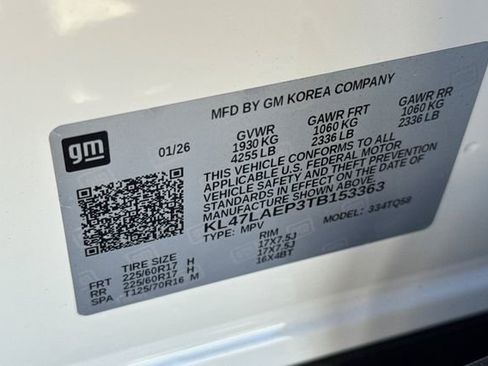 MFD BY GM KOREA COMPANY
gm
01/26
GVWR GAWR FRT GAWR RR
1930 KG 1060 KG 1060 KG
4255 LB 2336 LB 2336 LB
THIS VEHICLE CONFORMS TO ALL
APPLICABLE U.S. FEDERAL MOTOR
VEHICLE SAFETY AND THEFT PREVENTION
STANDARDS IN EFFECT ON THE DATE OF
MANUFACTURE SHOWN ABOVE.
KL47LAEP3TB153363
TYPE: MPV MODEL: 334TQ58
TIRE SIZE RIM
FRT 225/60R17 H 17X7.5J
RR 225/60R17 H 17X7.5J
SPA T125/70R16 M 16X4BT